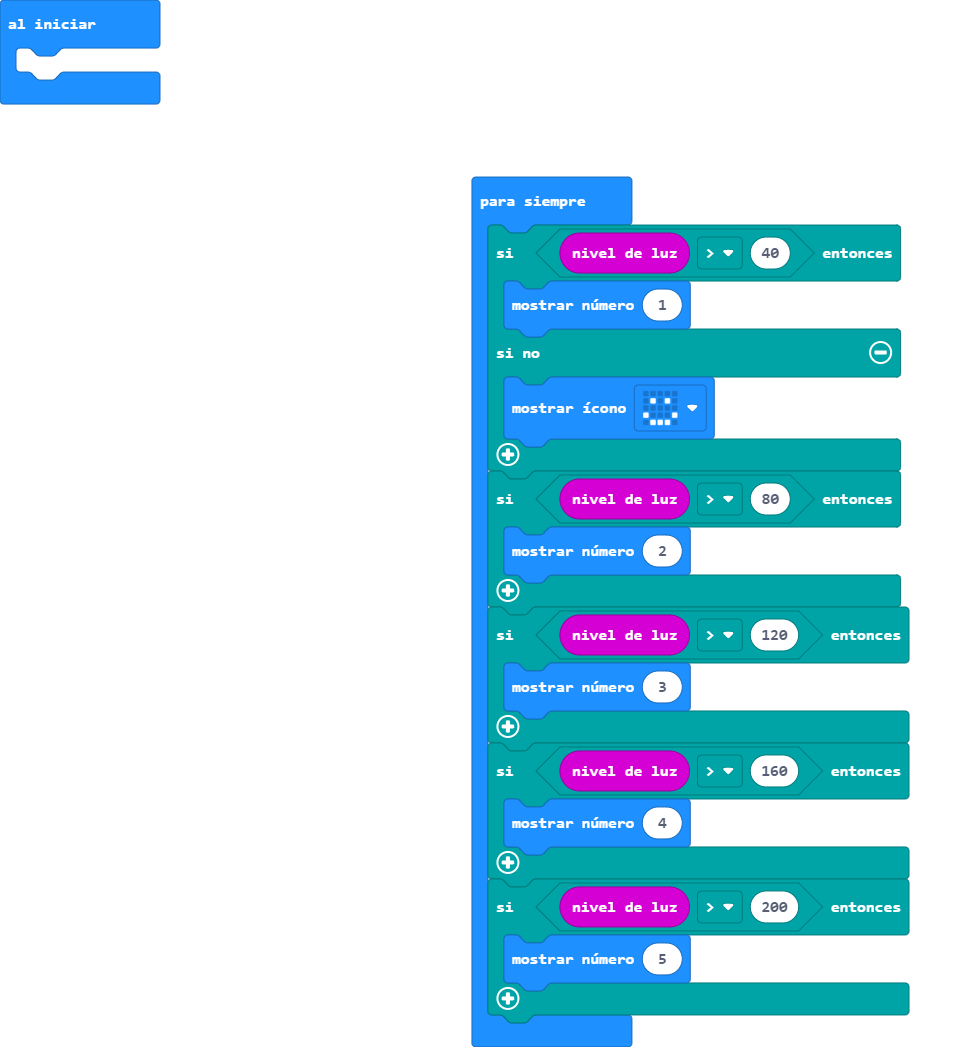 al iniciar
para siempre
si nivel de luz > 40 entonces
mostrar número 1
si no
mostrar ícono
si nivel de luz > 80 entonces
mostrar número 2
si nivel de luz > 120 entonces
mostrar número 3
si nivel de luz > 160 entonces
mostrar número 4
si nivel de luz > 200 entonces
mostrar número 5